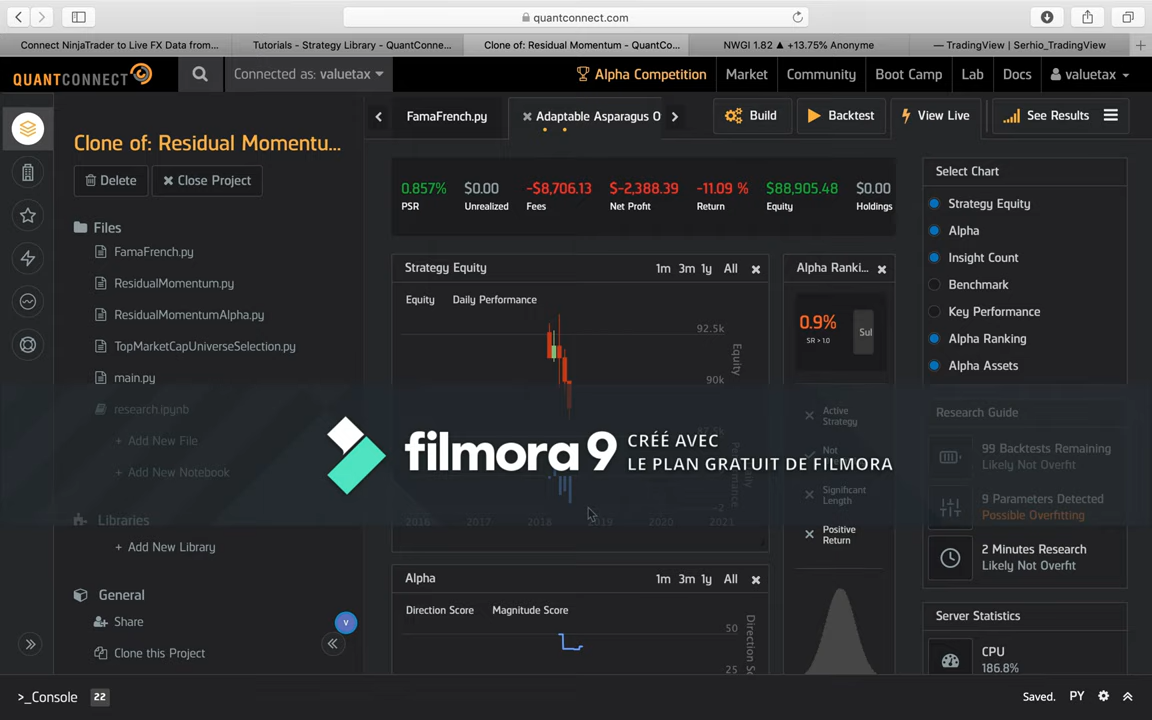 quantconnect.com
Connect NinjaTrader to Live FX Data from...
Tutorials - Strategy Library - QuantConne...
Clone of: Residual Momentum - QuantCo...
NWGI 1.82 ▲ +13.75% Anonyme
— TradingView / Serhio_TradingView
QUANTCONNECT
Connected as: valuetax
Alpha Competition
Market
Community
Boot Camp
Lab
Docs
valuetax
FamaFrench.py
Adaptable Asparagus O
Build
Backtest
View Live
See Results
Clone of: Residual Momentu...
Delete
Close Project
Files
FamaFrench.py
ResidualMomentum.py
ResidualMomentumAlpha.py
TopMarketCapUniverseSelection.py
main.py
research.ipynb
+ Add New File
+ Add New Notebook
Libraries
+ Add New Library
General
Share
v
Clone this Project
0.857%
PSR
$0.00
Unrealized
-$8,706.13
Fees
$-2,388.39
Net Profit
-11.09 %
Return
$88,905.48
Equity
$0.00
Holdings
Strategy Equity
1m 3m 1y All
Equity
Daily Performance
92.5k
90k
Equity
2016 2017 2018 2019 2020 2021
-2
Alpha Ranki...
0.9%
SR > 1.0
Sul
Active
Strategy
Not
Significant
Length
Positive
Return
Alpha
1m 3m 1y All
Direction Score
Magnitude Score
50
25
Direction Sc
Select Chart
Strategy Equity
Alpha
Insight Count
Benchmark
Key Performance
Alpha Ranking
Alpha Assets
Research Guide
99 Backtests Remaining
Likely Not Overfit
9 Parameters Detected
Possible Overfitting
2 Minutes Research
Likely Not Overfit
Server Statistics
CPU
186.8%
filmora 9
CRÉÉ AVEC
LE PLAN GRATUIT DE FILMORA
>_Console 22
Saved.
PY